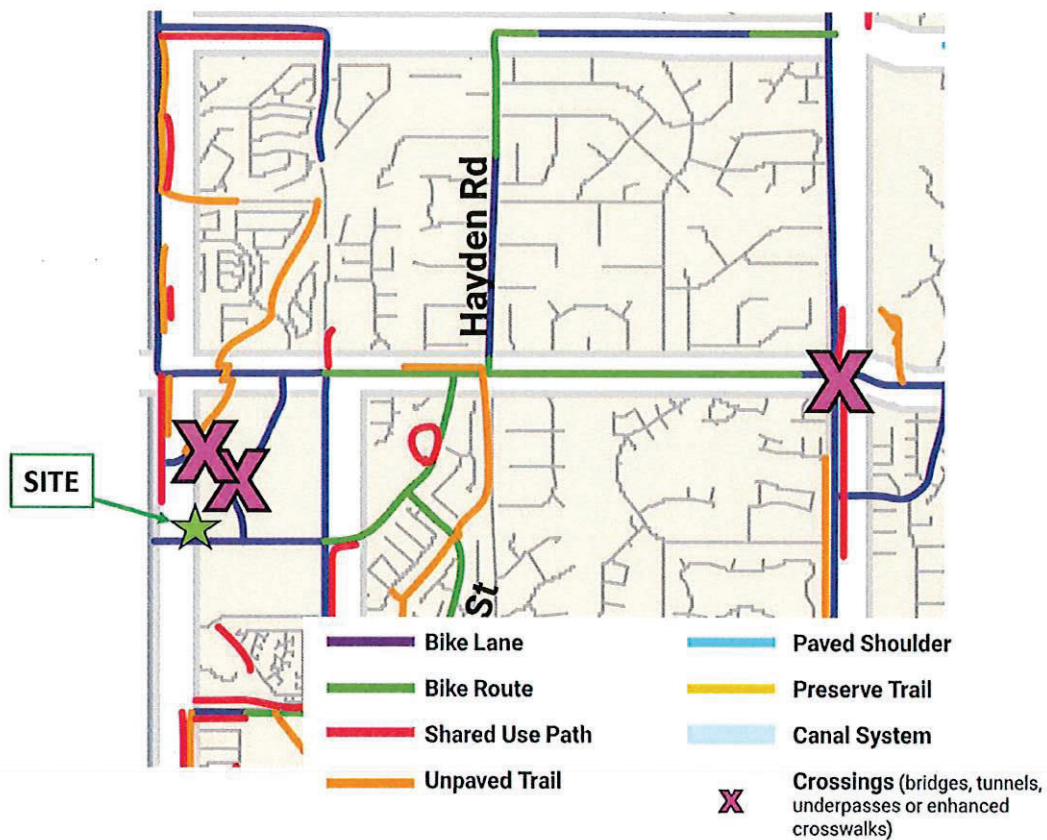 Hayden Rd
SITE
St
Bike Lane
Bike Route
Shared Use Path
Unpaved Trail
Paved Shoulder
Preserve Trail
Canal System
X
Crossings (bridges, tunnels,
underpasses or enhanced
crosswalks)